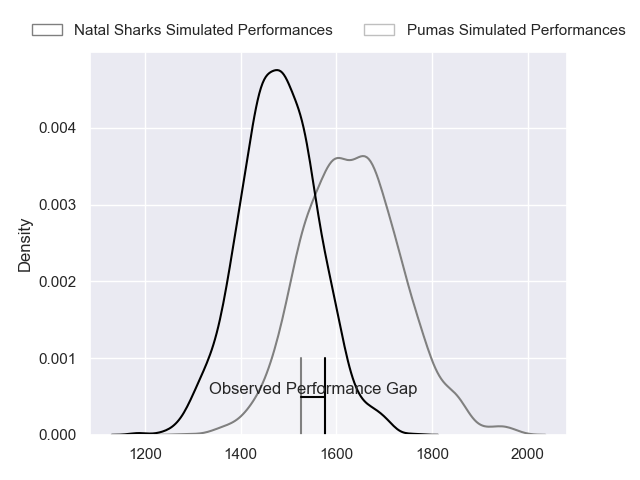 Natal Sharks Simulated Performances
Pumas Simulated Performances
Density
0.004
0.003
0.002
0.001
0.000
Observed Performance Gap
1200 1400 1600 1800 2000